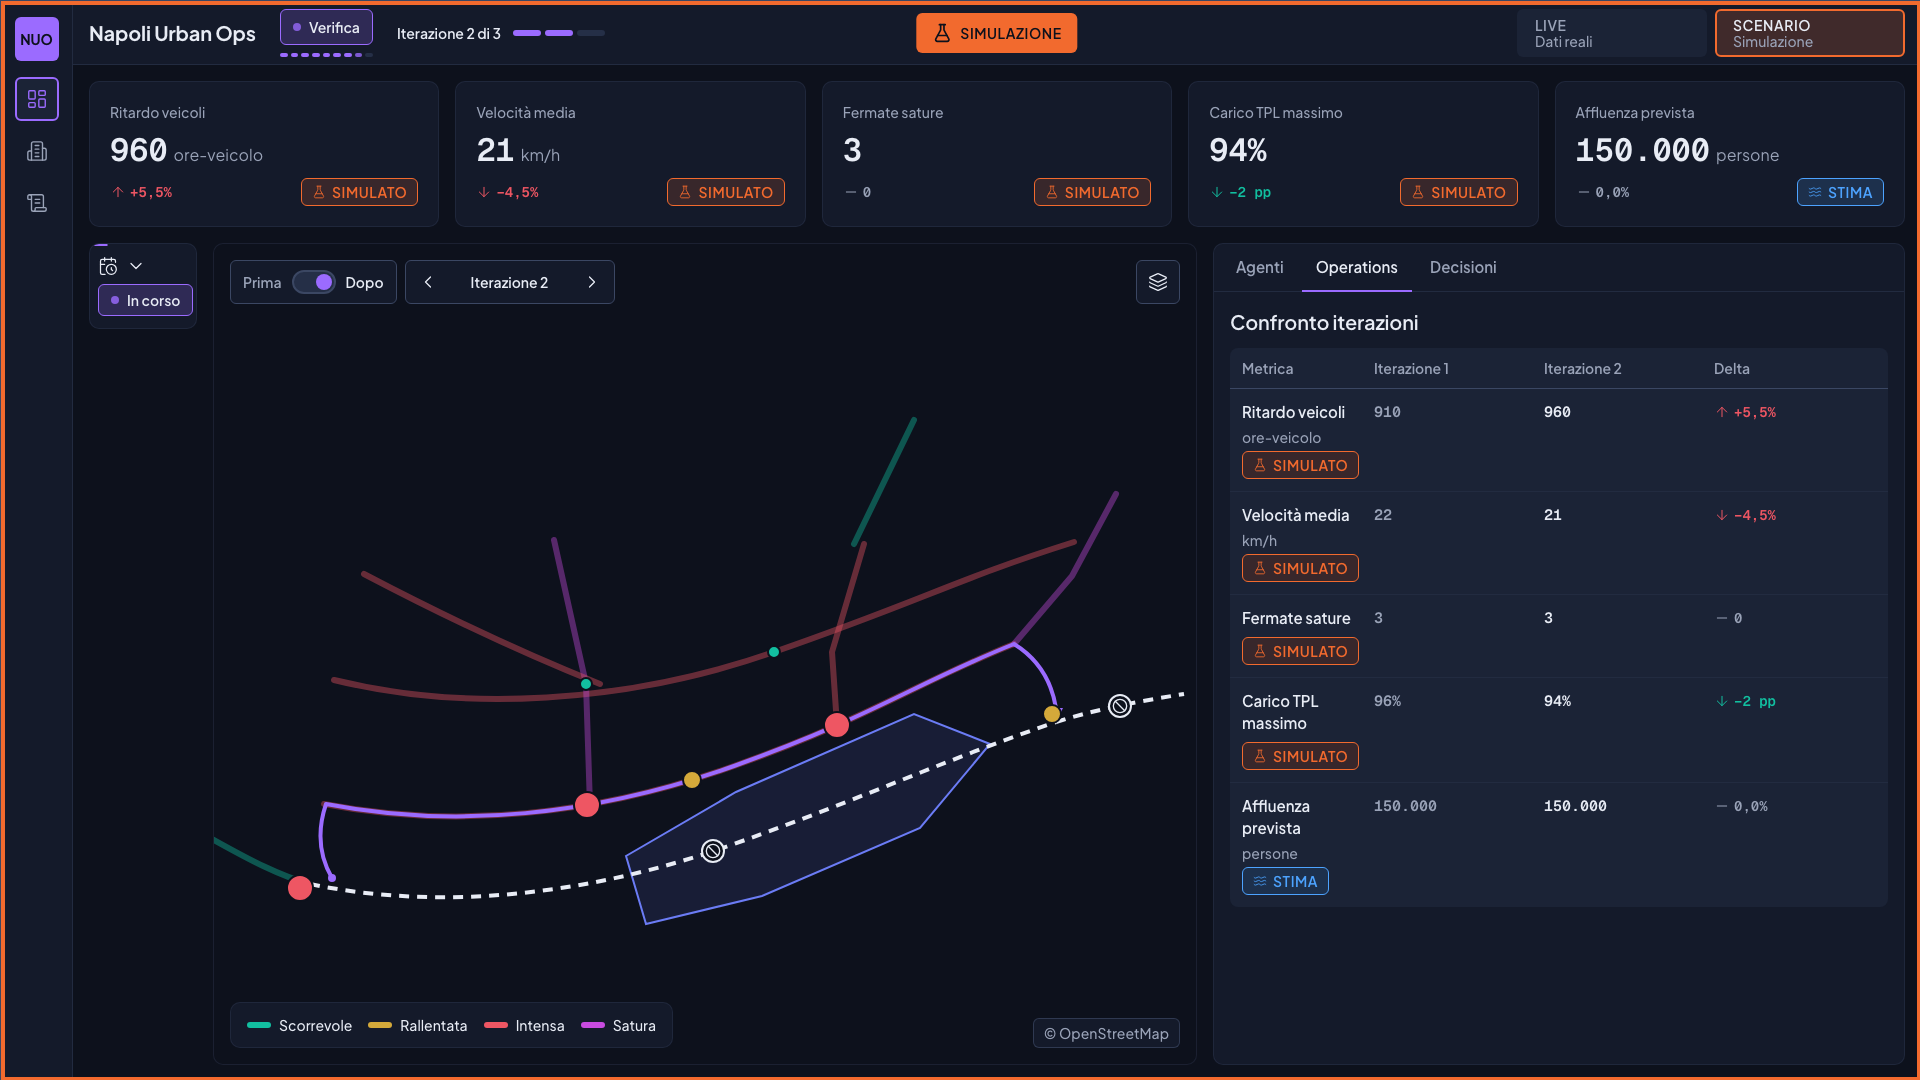 NUO
Napoli Urban Ops
Verifica
Iterazione 2 di 3
SIMULAZIONE
LIVE
Dati reali
SCENARIO
Simulazione
Ritardo veicoli
960 ore-veicolo
+5,5%
SIMULATO
Velocità media
21 km/h
−4,5%
SIMULATO
Fermate sature
3
0
SIMULATO
Carico TPL massimo
94%
−2 pp
SIMULATO
Affluenza prevista
150.000 persone
0,0%
STIMA
In corso
Prima
Dopo
Iterazione 2
Scorrevole
Rallentata
Intensa
Satura
© OpenStreetMap
Agenti
Operations
Decisioni
Confronto iterazioni
Metrica Iterazione 1 Iterazione 2 Delta
Ritardo veicoli 910 960 +5,5%
ore-veicolo
SIMULATO
Velocità media 22 21 −4,5%
km/h
SIMULATO
Fermate sature 3 3 0
SIMULATO
Carico TPL 96% 94% −2 pp
massimo
SIMULATO
Affluenza 150.000 150.000 0,0%
prevista
persone
STIMA